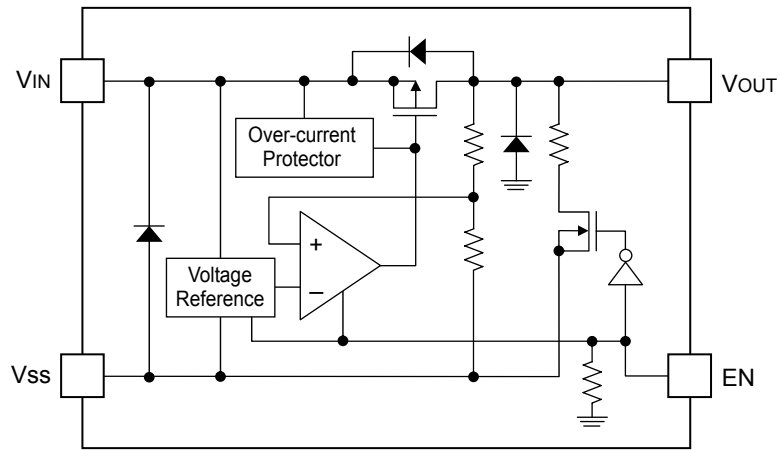 VIN
VOUT
Over-current
Protector
+
Voltage
Reference
−
VSS
EN